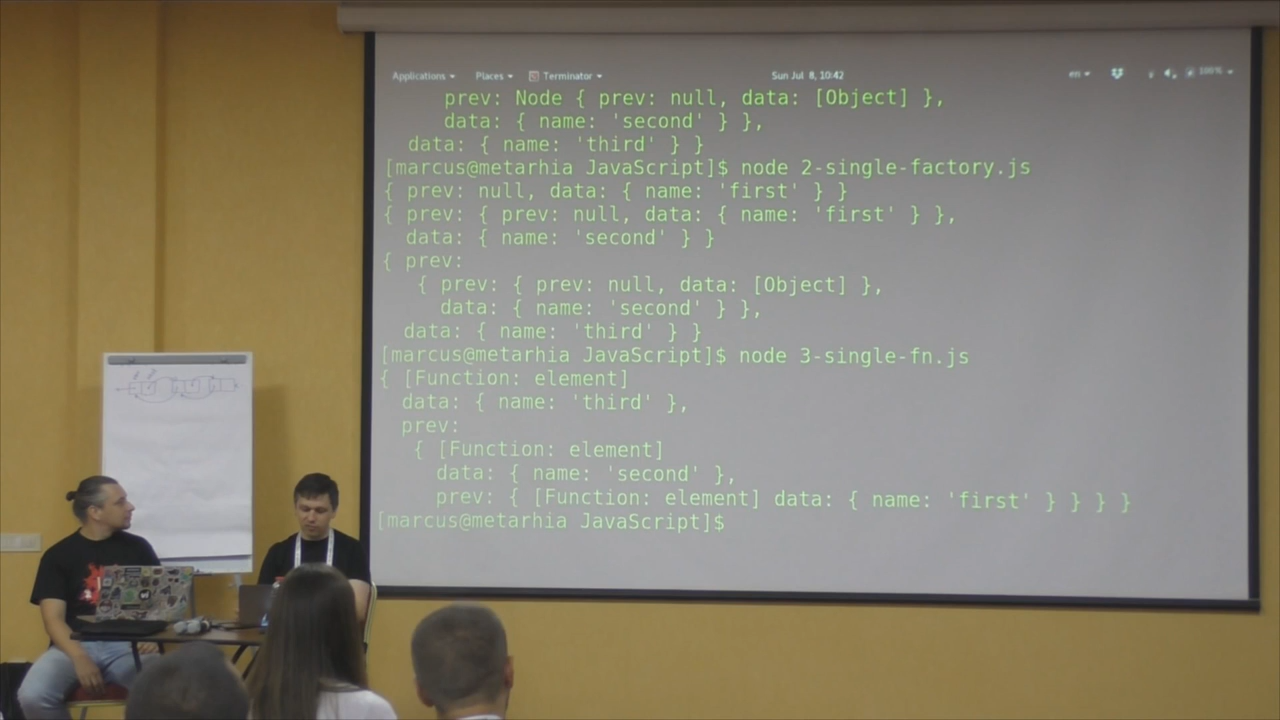 Applications Places Terminator Sun Jul 8, 10:42 en 100%
prev: Node { prev: null, data: [Object] },
data: { name: 'second' } },
data: { name: 'third' } }
[marcus@metarhia JavaScript]$ node 2-single-factory.js
{ prev: null, data: { name: 'first' } }
{ prev: { prev: null, data: { name: 'first' } },
data: { name: 'second' } }
{ prev:
{ prev: { prev: null, data: [Object] },
data: { name: 'second' } },
data: { name: 'third' } }
[marcus@metarhia JavaScript]$ node 3-single-fn.js
{ [Function: element]
data: { name: 'third' },
prev:
{ [Function: element]
data: { name: 'second' },
prev: { [Function: element] data: { name: 'first' } } } }
[marcus@metarhia JavaScript]$